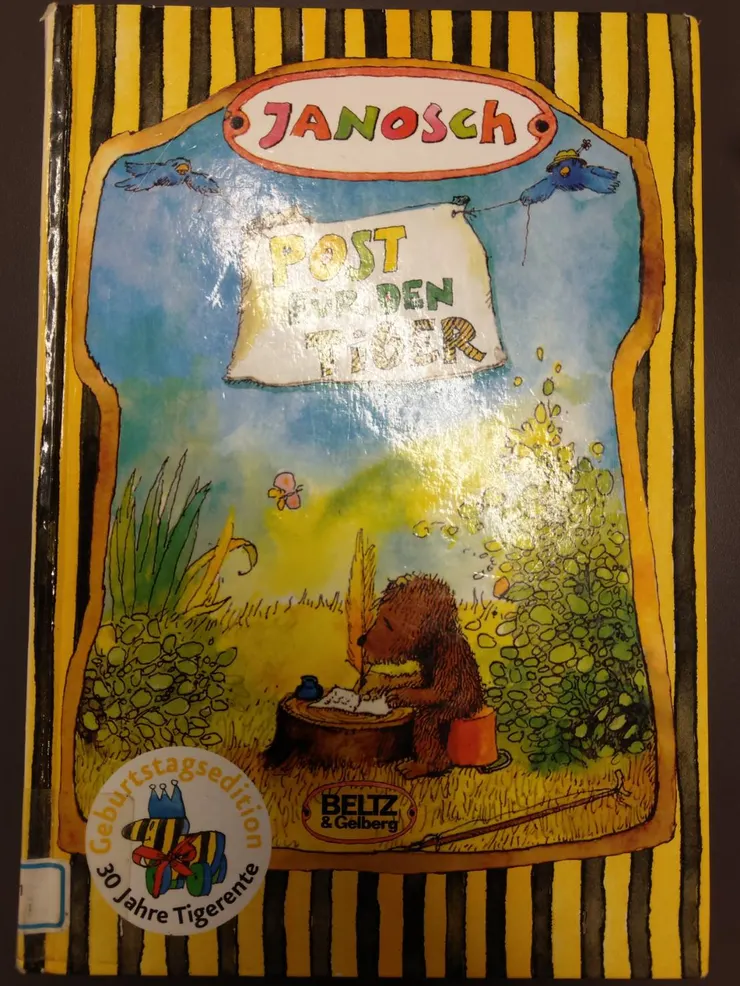 JANOSCH
POST
FÜR DEN
TIGER
BELTZ
& Gelberg
Geburtstagsedition
30 Jahre Tigerente